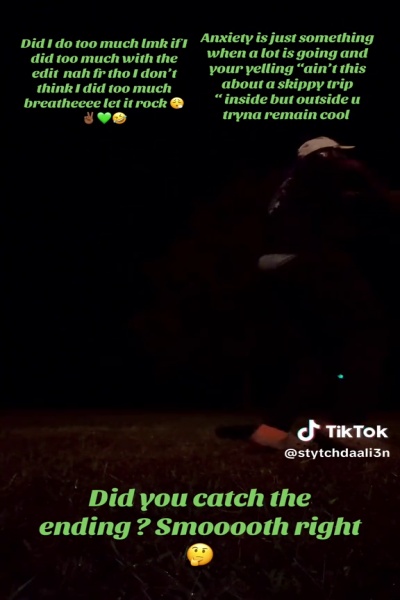 Did I do too much lmk if I
did too much with the
edit nah fr tho I don't
think I did too much
breatheeee let it rock 😮‍💨
✌🏾💚🤣
Anxiety is just something
when a lot is going and
your yelling "ain't this
about a skippy trip
" inside but outside u
tryna remain cool
TikTok
@stytchdaali3n
Did you catch the
ending ? Smooooth right
🤔